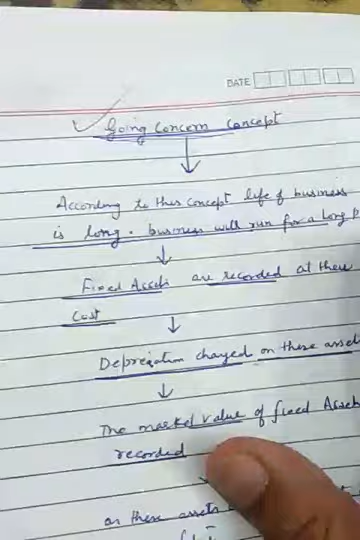 DATE
Going Concern Concept
According to this concept life of business
is long. business will run for a long
Fixed Assets are recorded at there
cost
Depreciation charged on these asset
The market value of fixed Asset
recorded
on these assets